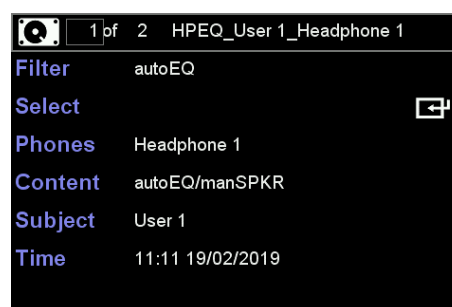 1 of 2 HPEQ_User 1_Headphone 1
Filter autoEQ
Select
Phones Headphone 1
Content autoEQ/manSPKR
Subject User 1
Time 11:11 19/02/2019